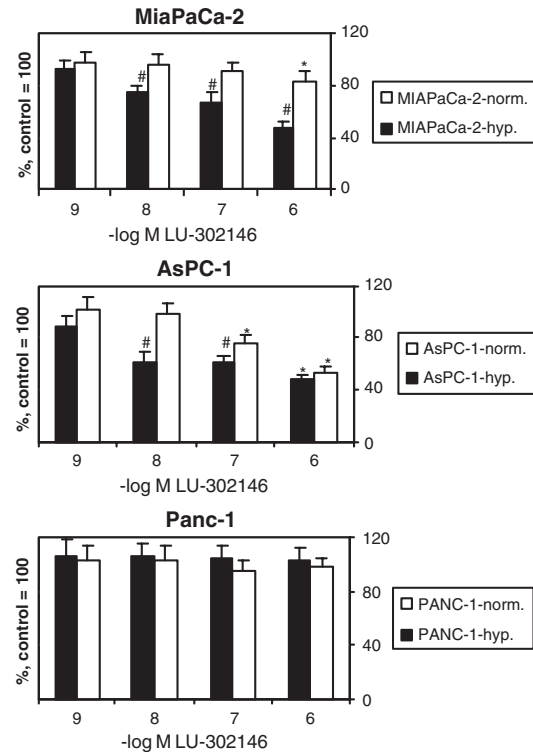 MiaPaCa-2
%, control = 100
120
80
40
0
# # # *
9 8 7 6
-log M LU-302146
MIAPaCa-2-norm.
MIAPaCa-2-hyp.
AsPC-1
%, control = 100
120
80
40
0
# # * * *
9 8 7 6
-log M LU-302146
AsPC-1-norm.
AsPC-1-hyp.
Panc-1
%, control = 100
120
80
40
0
9 8 7 6
-log M LU-302146
PANC-1-norm.
PANC-1-hyp.